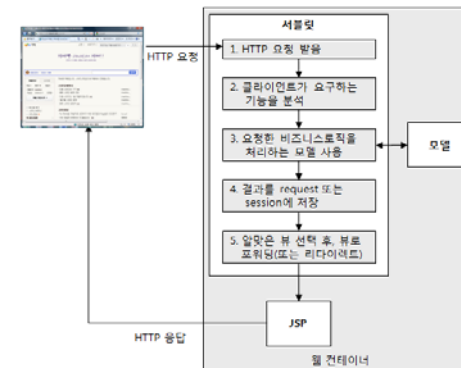 서블릿
HTTP 요청
1. HTTP 요청 받음
2. 클라이언트가 요구하는
기능을 분석
3. 요청한 비즈니스로직을
처리하는 모델 사용
모델
4. 결과를 request 또는
session에 저장
5. 알맞은 뷰 선택 후, 뷰로
포워딩(또는 리다이렉트)
JSP
HTTP 응답
웹 컨테이너